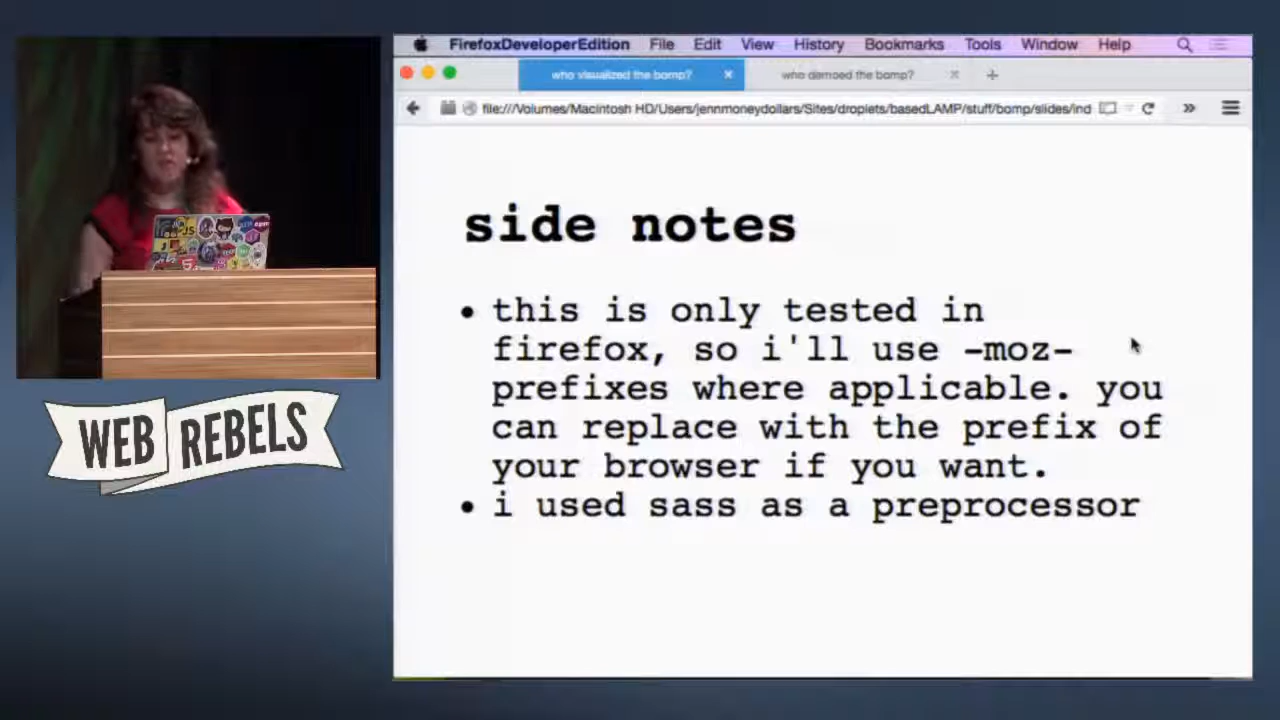 FirefoxDeveloperEdition File Edit View History Bookmarks Tools Window Help
who visualized the bomp? who damped the bomp?
file:///Volumes/Macintosh HD/Users/jennmoneydollars/Sites/droplets/basedLAMP/stuff/bomp/slides/ind
side notes
this is only tested in
firefox, so i'll use -moz-
prefixes where applicable. you
can replace with the prefix of
your browser if you want.
i used sass as a preprocessor
WEB REBELS
JS